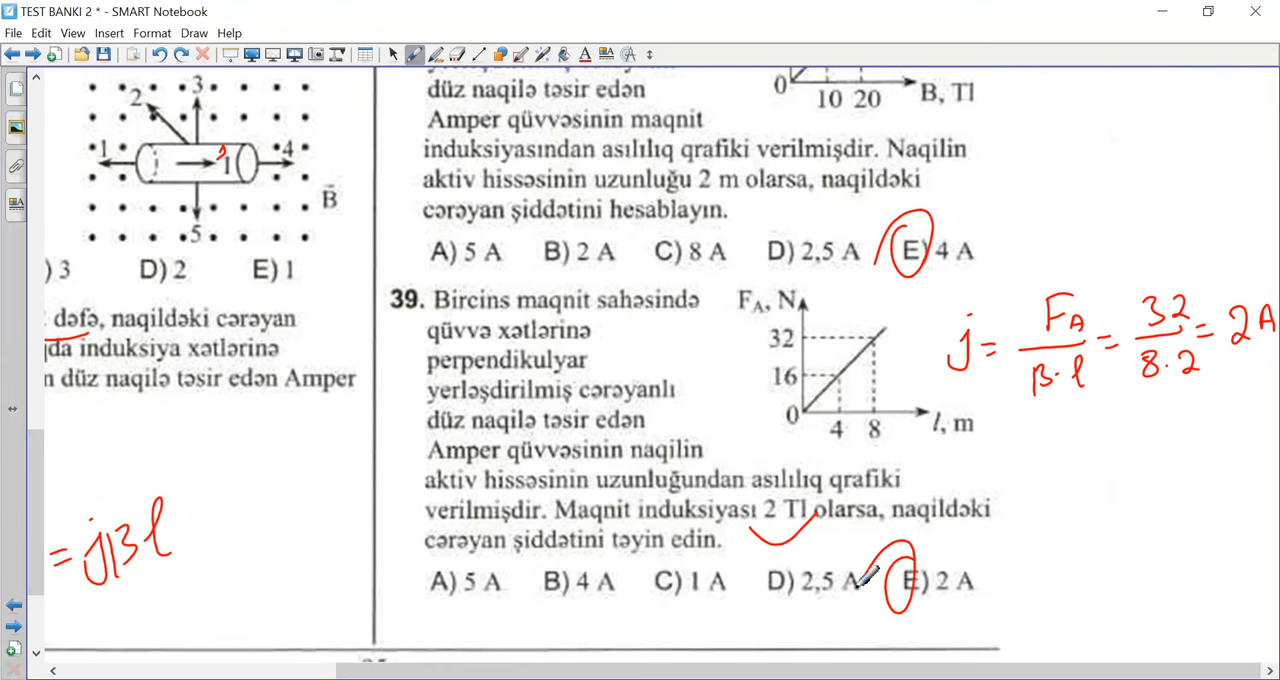 TEST BANKI 2 * - SMART Notebook
File Edit View Insert Format Draw Help
3
2
1
4
I
5
B
) 3 D) 2 E) 1
dəfə, naqildəki cərəyan
da induksiya xətlərinə
n düz naqilə təsir edən Amper
= jBl
düz naqilə təsir edən
Amper qüvvəsinin maqnit
induksiyasından asılılıq qrafiki verilmişdir. Naqilin
aktiv hissəsinin uzunluğu 2 m olarsa, naqildəki
cərəyan şiddətini hesablayın.
0 10 20 B, Tl
A) 5 A B) 2 A C) 8 A D) 2,5 A E) 4 A
39. Bircins maqnit sahəsində
qüvvə xətlərinə
perpendikulyar
yerləşdirilmiş cərəyanlı
düz naqilə təsir edən
Amper qüvvəsinin naqilin
aktiv hissəsinin uzunluğundan asılılıq qrafiki
verilmişdir. Maqnit induksiyası 2 Tl olarsa, naqildəki
cərəyan şiddətini təyin edin.
F_A, N
32
16
0
4 8 l, m
A) 5 A B) 4 A C) 1 A D) 2,5 A E) 2 A
j = F_A / B·l = 32 / 8·2 = 2A